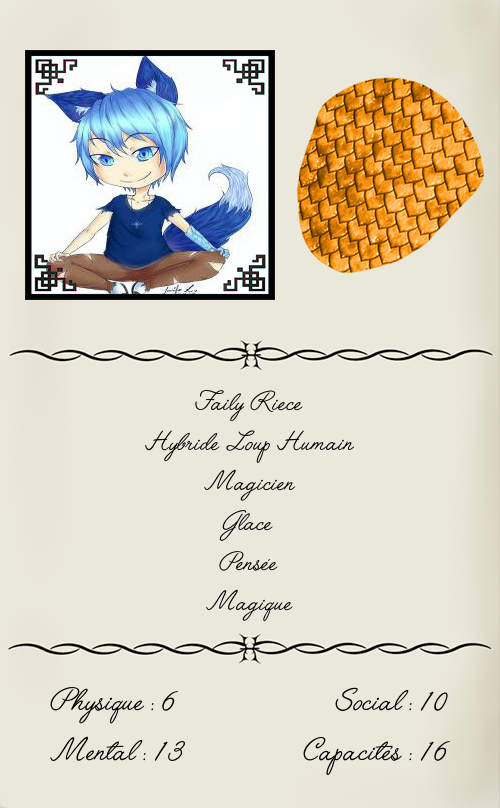 Faily Riece
Hybride Loup Humain
Magicien
Glace
Pensée
Magique
Physique : 6
Social : 10
Mental : 13
Capacités : 16